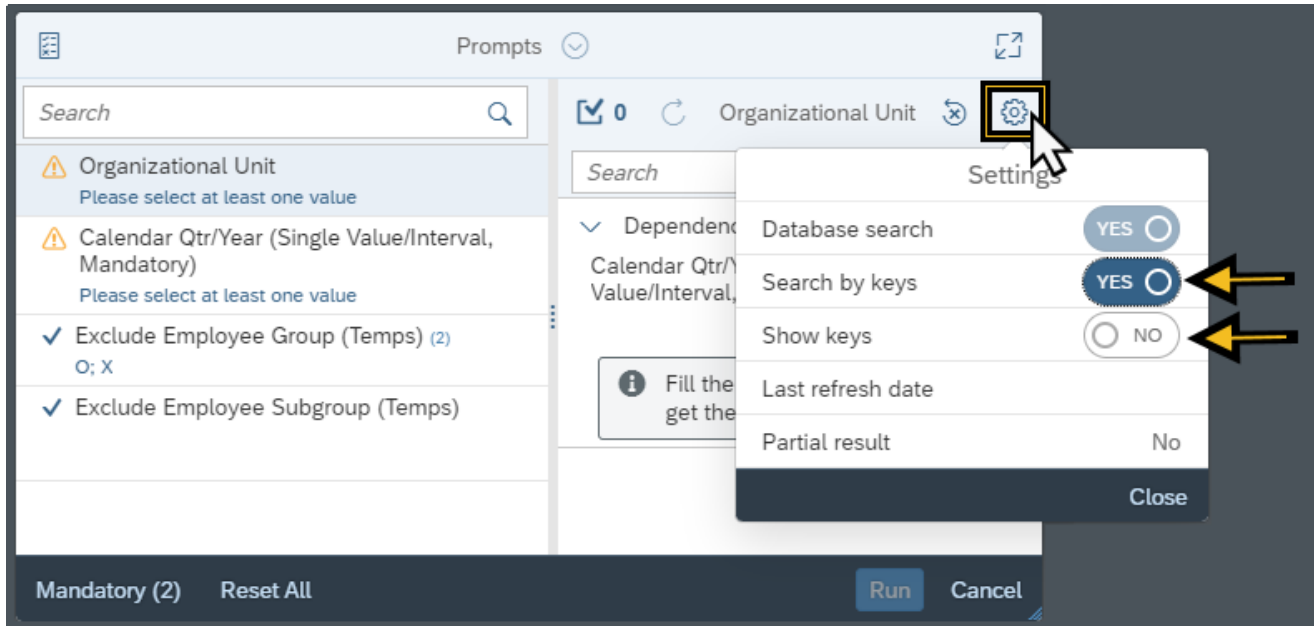 Prompts
Search
Organizational Unit
Please select at least one value
Calendar Qtr/Year (Single Value/Interval,
Mandatory)
Please select at least one value
Exclude Employee Group (Temps) (2)
O; X
Exclude Employee Subgroup (Temps)
0 Organizational Unit
Search
Dependenc
Calendar Qtr/Y
Value/Interval,
Fill the
get the
Settings
Database search YES
Search by keys YES
Show keys NO
Last refresh date
Partial result No
Close
Mandatory (2) Reset All Run Cancel